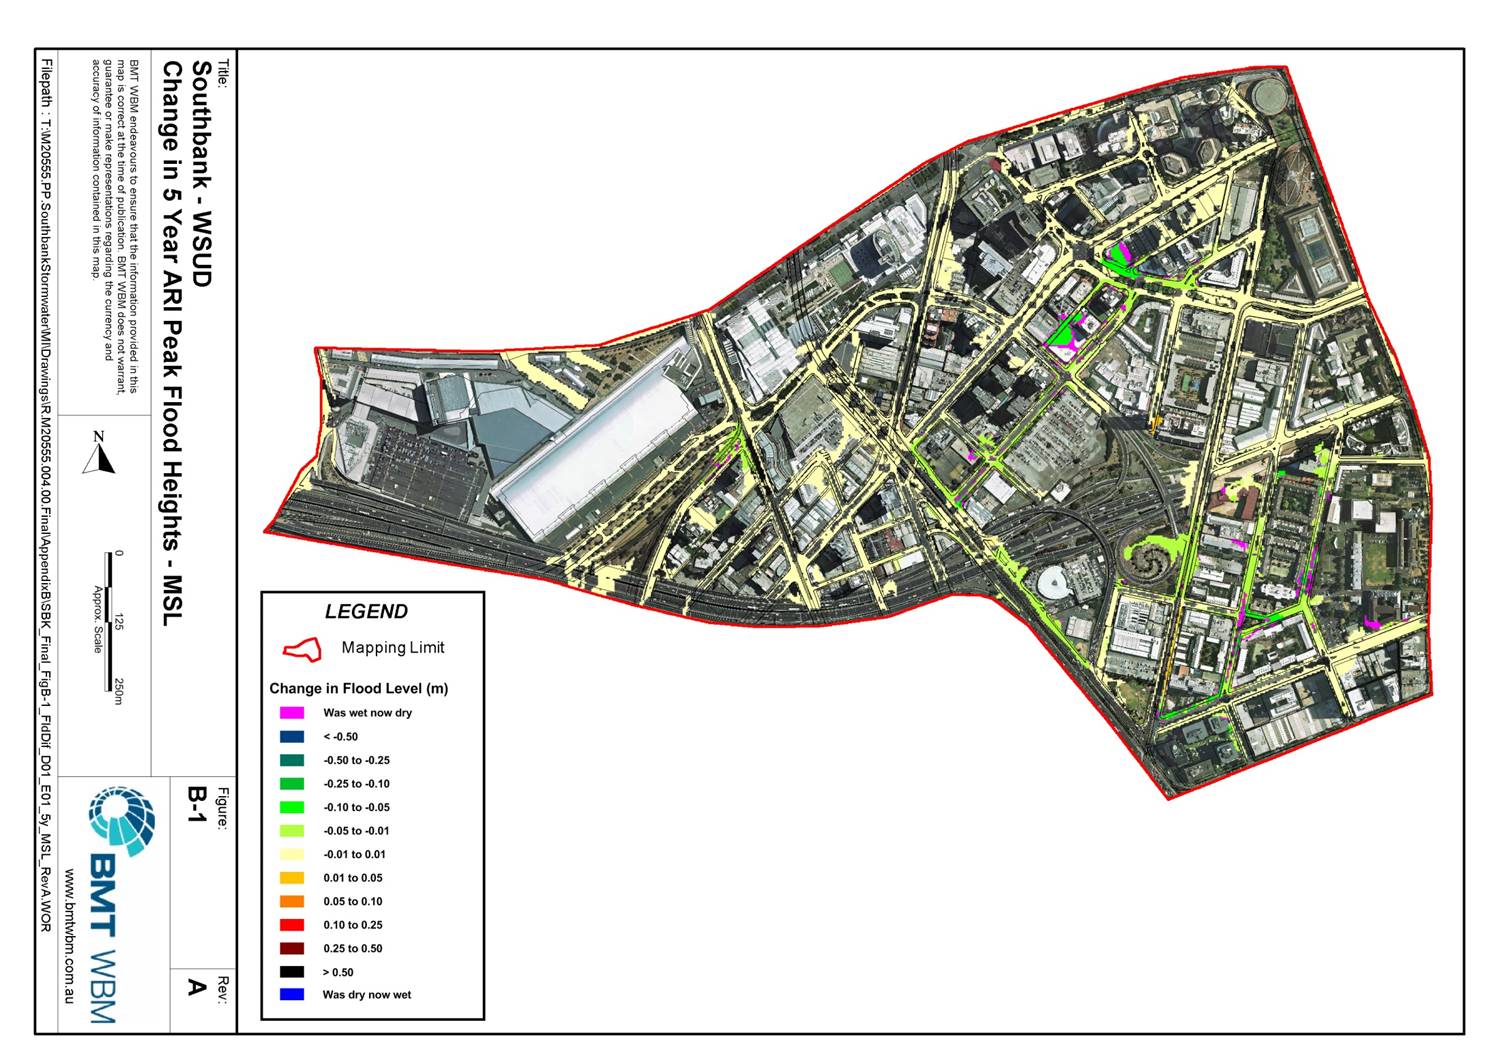 Title:
Southbank - WSUD
Change in 5 Year ARI Peak Flood Heights - MSL
BMT WBM endeavours to ensure that the information provided in this
map is correct at the time of publication. BMT WBM does not warrant,
guarantee or make representations regarding the currency and
accuracy of information contained in this map.
N
0 125 250m
Approx. Scale
Figure:
B-1
Rev:
A
BMT WBM
www.bmtwbm.com.au
Filepath : T:\M20555.PP.SouthbankStormwater\MI\Drawings\R.M20555.004.00.Final\AppendixB\SBK_Final_FigB-1_FldDif_D01_E01_5y_MSL_RevA.WOR
LEGEND
Mapping Limit
Change in Flood Level (m)
Was wet now dry
< -0.50
-0.50 to -0.25
-0.25 to -0.10
-0.10 to -0.05
-0.05 to -0.01
-0.01 to 0.01
0.01 to 0.05
0.05 to 0.10
0.10 to 0.25
0.25 to 0.50
> 0.50
Was dry now wet